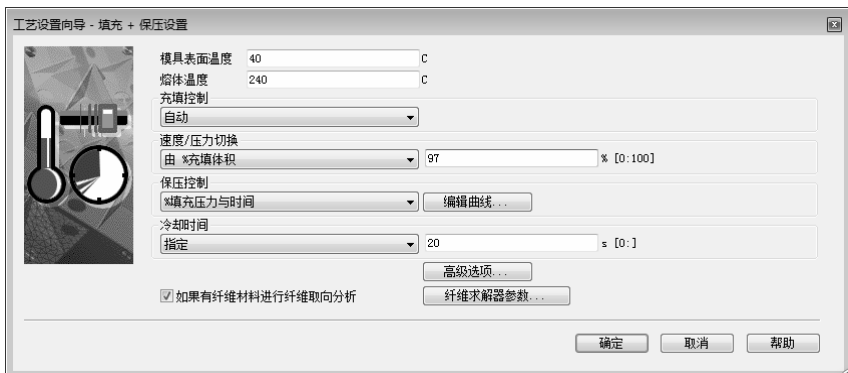 工艺设置向导 - 填充 + 保压设置
模具表面温度 40 C
熔体温度 240 C
充填控制
自动
速度/压力切换
由 %充填体积 97 % [0:100]
保压控制
%填充压力与时间 编辑曲线...
冷却时间
指定 20 s [0:]
高级选项...
如果有纤维材料进行纤维取向分析 纤维求解器参数...
确定 取消 帮助